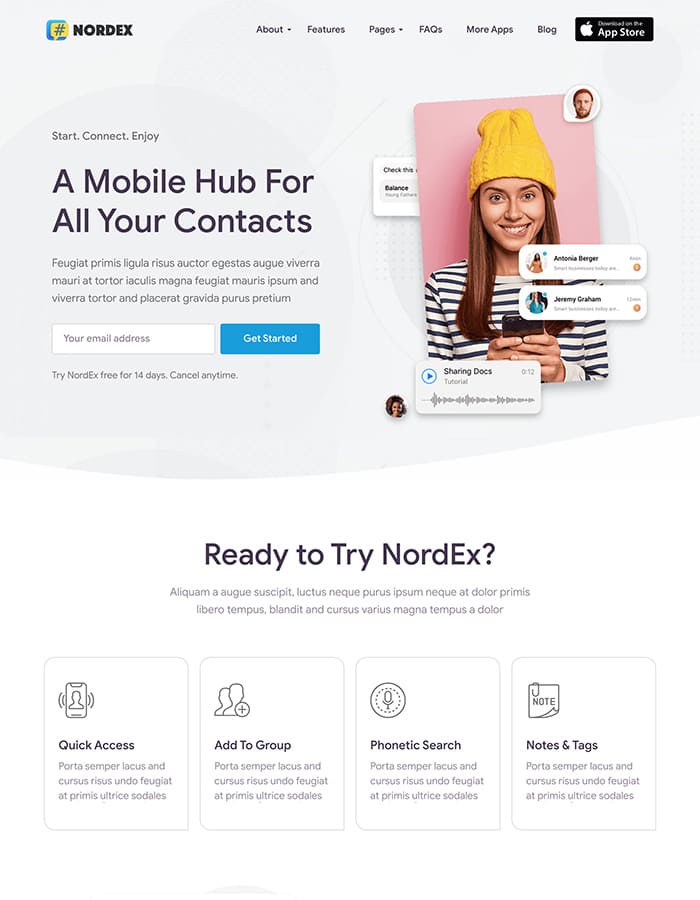 # NORDEX
About
Features
Pages
FAQs
More Apps
Blog
Download on the
App Store
Start. Connect. Enjoy
A Mobile Hub For
All Your Contacts
Feugiat primis ligula risus auctor egestas augue viverra
mauri at tortor iaculis magna feugiat mauris ipsum and
viverra tortor and placerat gravida purus pretium
Your email address
Get Started
Try NordEx free for 14 days. Cancel anytime.
Check this
Balance
Young Fathers
Antonia Berger
Smart businesses today are...
Jeremy Graham
12min
Smart businesses today are...
Sharing Docs
0:12
Tutorial
Ready to Try NordEx?
Aliquam a augue suscipit, luctus neque purus ipsum neque at dolor primis
libero tempus, blandit and cursus varius magna tempus a dolor
NOTE
Quick Access
Porta semper lacus and
cursus risus undo feugiat
at primis ultrice sodales
Add To Group
Porta semper lacus and
cursus risus undo feugiat
at primis ultrice sodales
Phonetic Search
Porta semper lacus and
cursus risus undo feugiat
at primis ultrice sodales
Notes & Tags
Porta semper lacus and
cursus risus undo feugiat
at primis ultrice sodales